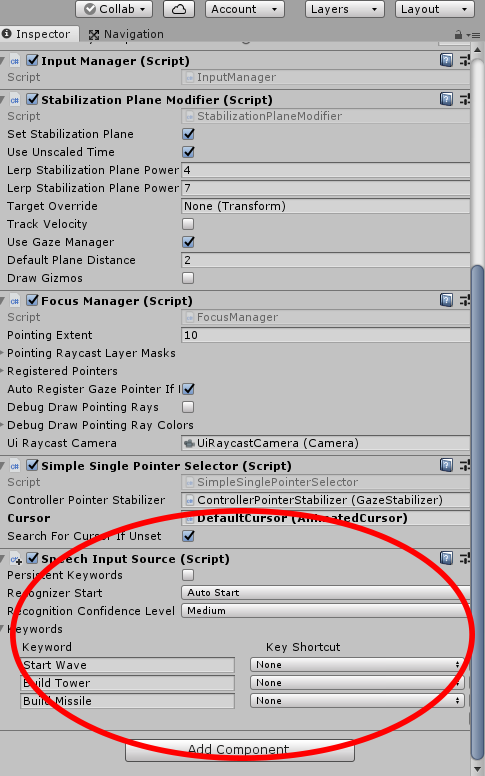 Collab
Account
Layers
Layout
Inspector
Navigation
Input Manager (Script)
Script InputManager
Stabilization Plane Modifier (Script)
Script StabilizationPlaneModifier
Set Stabilization Plane
Use Unscaled Time
Lerp Stabilization Plane Power 4
Lerp Stabilization Plane Power 7
Target Override None (Transform)
Track Velocity
Use Gaze Manager
Default Plane Distance 2
Draw Gizmos
Focus Manager (Script)
Script FocusManager
Pointing Extent 10
Pointing Raycast Layer Masks
Registered Pointers
Auto Register Gaze Pointer If
Debug Draw Pointing Rays
Debug Draw Pointing Ray Colors
Ui Raycast Camera UiRaycastCamera (Camera)
Simple Single Pointer Selector (Script)
Script SimpleSinglePointerSelector
Controller Pointer Stabilizer ControllerPointerStabilizer (GazeStabilizer)
Cursor DefaultCursor (AnimatedCursor)
Search For Cursor If Unset
Speech Input Source (Script)
Persistent Keywords
Recognizer Start Auto Start
Recognition Confidence Level Medium
Keywords
Keyword Key Shortcut
Start Wave None
Build Tower None
Build Missile None
Add Component